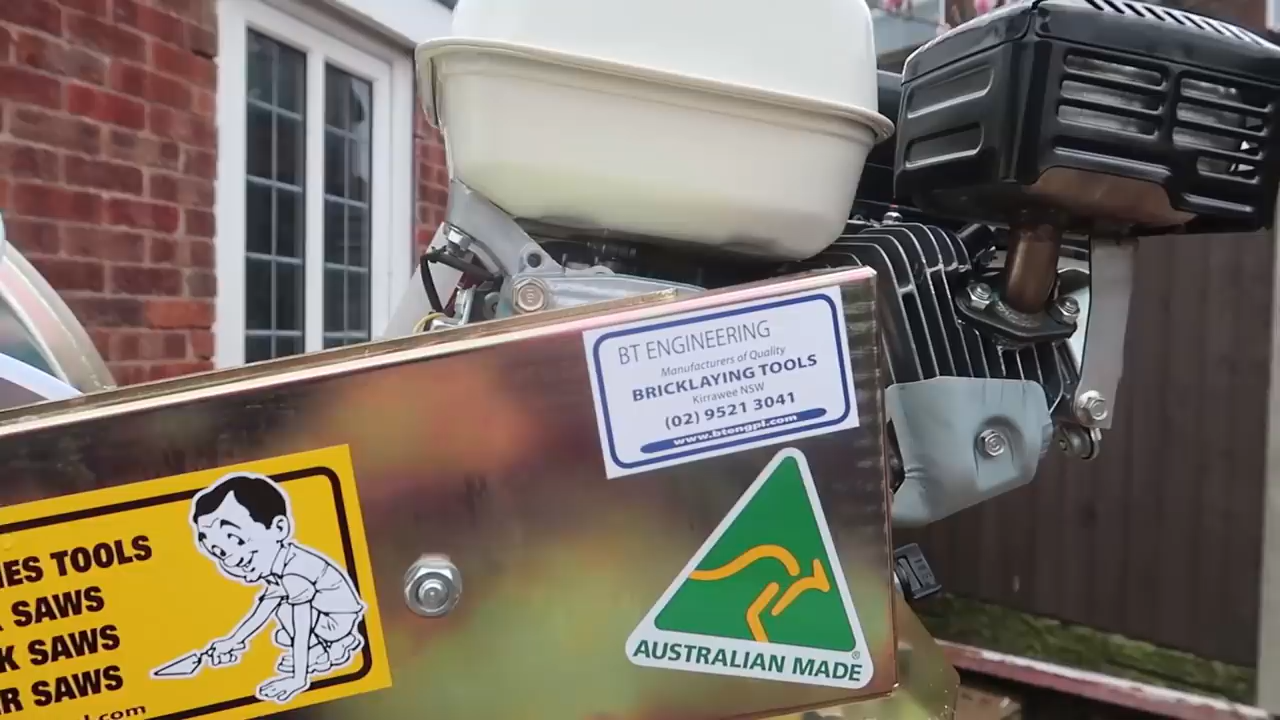 BT ENGINEERING
Manufacturers of Quality
BRICKLAYING TOOLS
Kirrawee NSW
(02) 9521 3041
www.btengpl.com
AUSTRALIAN MADE®
TOOLS
SAWS
SAWS
SAWS